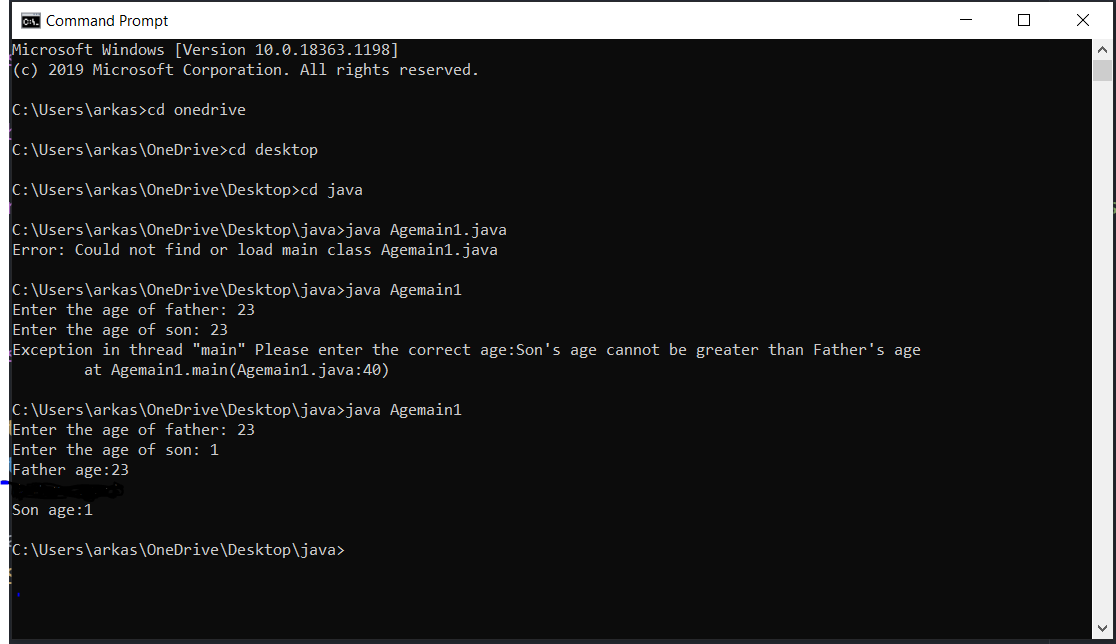 Command Prompt
Microsoft Windows [Version 10.0.18363.1198]
(c) 2019 Microsoft Corporation. All rights reserved.
C:\Users\arkas>cd onedrive
C:\Users\arkas\OneDrive>cd desktop
C:\Users\arkas\OneDrive\Desktop>cd java
C:\Users\arkas\OneDrive\Desktop\java>java Agemain1.java
Error: Could not find or load main class Agemain1.java
C:\Users\arkas\OneDrive\Desktop\java>java Agemain1
Enter the age of father: 23
Enter the age of son: 23
Exception in thread "main" Please enter the correct age:Son's age cannot be greater than Father's age
at Agemain1.main(Agemain1.java:40)
C:\Users\arkas\OneDrive\Desktop\java>java Agemain1
Enter the age of father: 23
Enter the age of son: 1
Father age:23
Son age:1
C:\Users\arkas\OneDrive\Desktop\java>